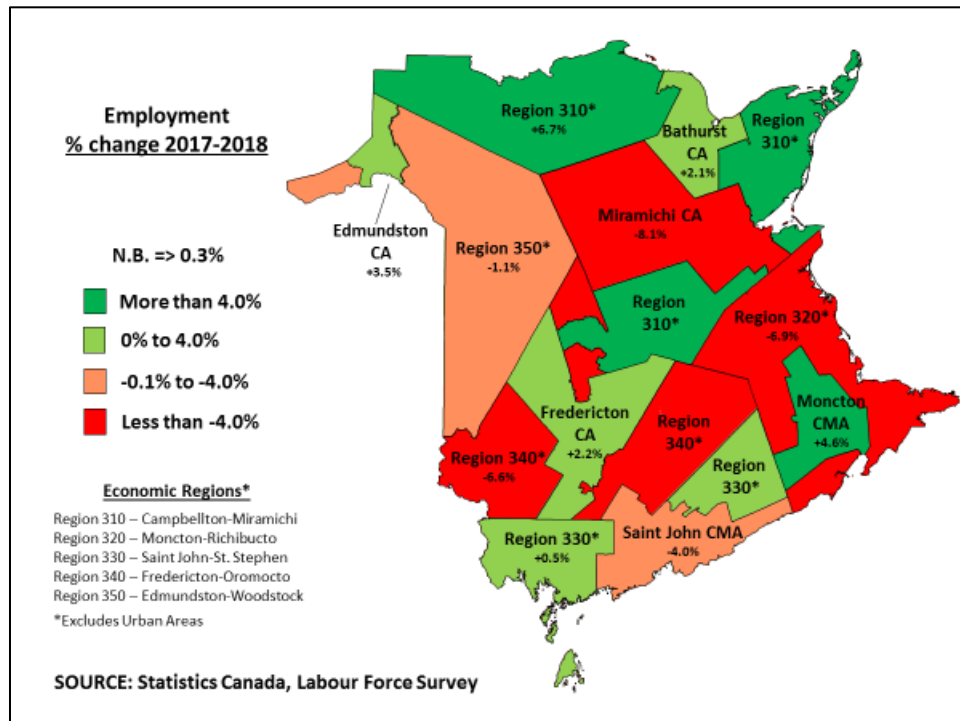 Employment
% change 2017-2018
N.B. => 0.3%
More than 4.0%
0% to 4.0%
-0.1% to -4.0%
Less than -4.0%
Economic Regions*
Region 310 – Campbellton-Miramichi
Region 320 – Moncton-Richibucto
Region 330 – Saint John-St. Stephen
Region 340 – Fredericton-Oromocto
Region 350 – Edmundston-Woodstock
*Excludes Urban Areas
SOURCE: Statistics Canada, Labour Force Survey
Region 310*
+6.7%
Bathurst
CA
+2.1%
Region
310*
Edmundston
CA
+3.5%
Region 350*
-1.1%
Miramichi CA
-8.1%
Region
310*
Region 320*
-6.9%
Moncton
CMA
+4.6%
Fredericton
CA
+2.2%
Region
340*
Region 340*
-6.6%
Region
330*
Region 330*
+0.5%
Saint John CMA
-4.0%